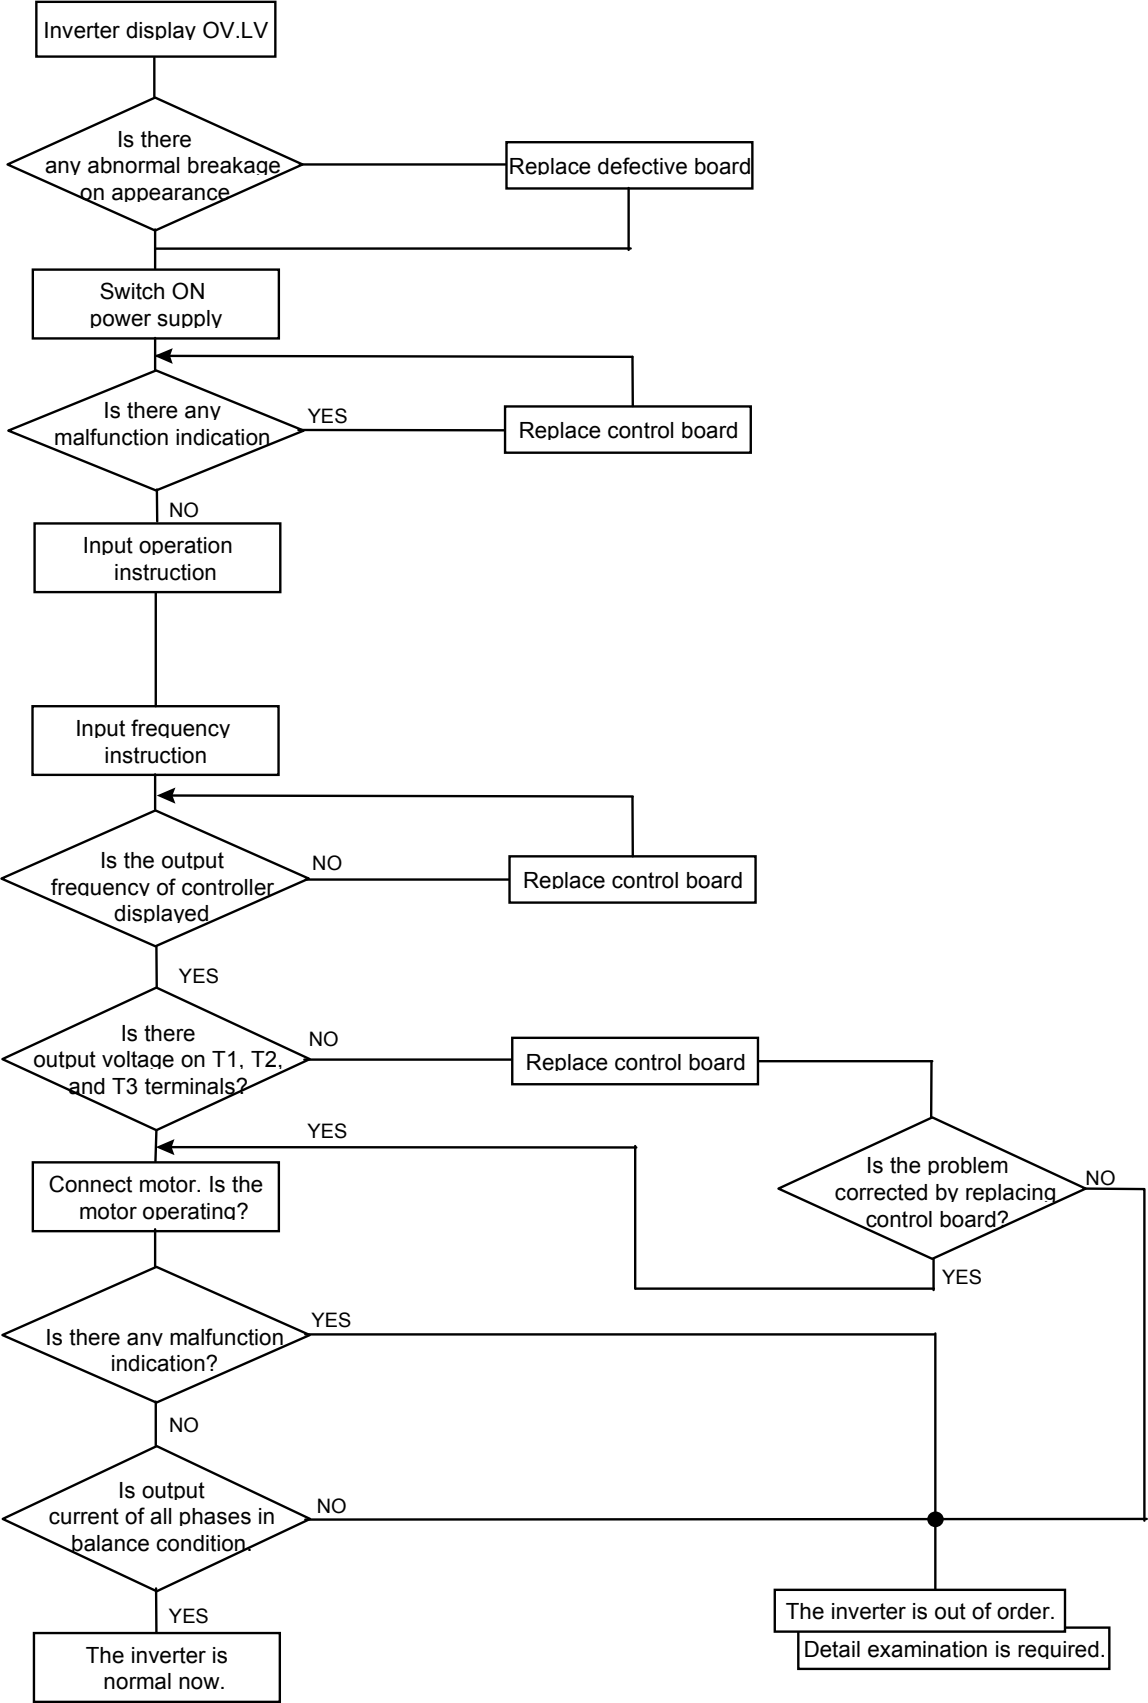 Inverter display OV.LV
Is there
any abnormal breakage
on appearance
Replace defective board
Switch ON
power supply
Is there any
malfunction indication
YES
Replace control board
NO
Input operation
instruction
Input frequency
instruction
Is the output
frequency of controller
displayed
NO
Replace control board
YES
Is there
output voltage on T1, T2,
and T3 terminals?
NO
Replace control board
YES
Is the problem
corrected by replacing
control board?
NO
YES
Connect motor. Is the
motor operating?
Is there any malfunction
indication?
YES
NO
Is output
current of all phases in
balance condition.
NO
YES
The inverter is
normal now.
The inverter is out of order.
Detail examination is required.